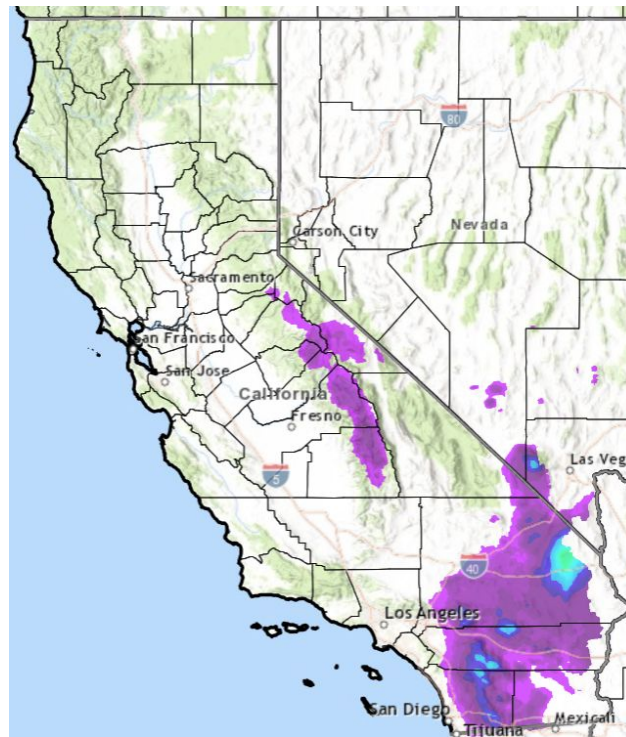 80
Carson City
Nevada
Sacramento
San Francisco
San Jose
California
Fresno
5
Las Veg
40
Los Angeles
San Diego
Tijuana
Mexicali